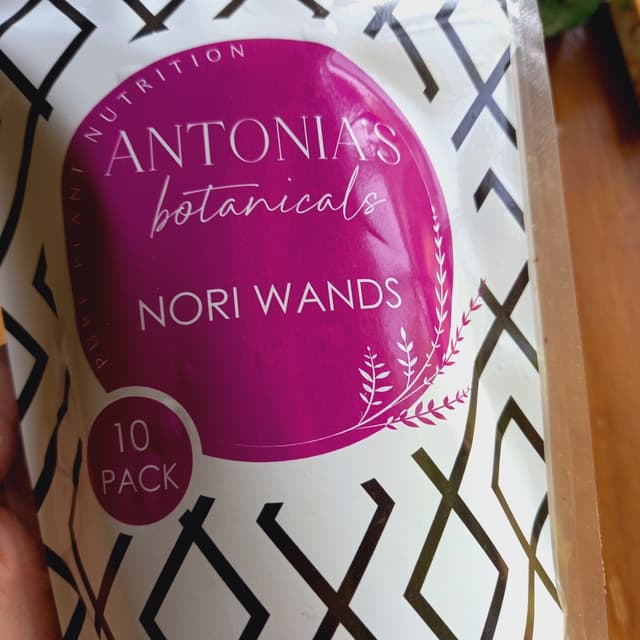 PURE PLANT NUTRITION
ANTONIA'S
botanicals
NORI WANDS
10
PACK